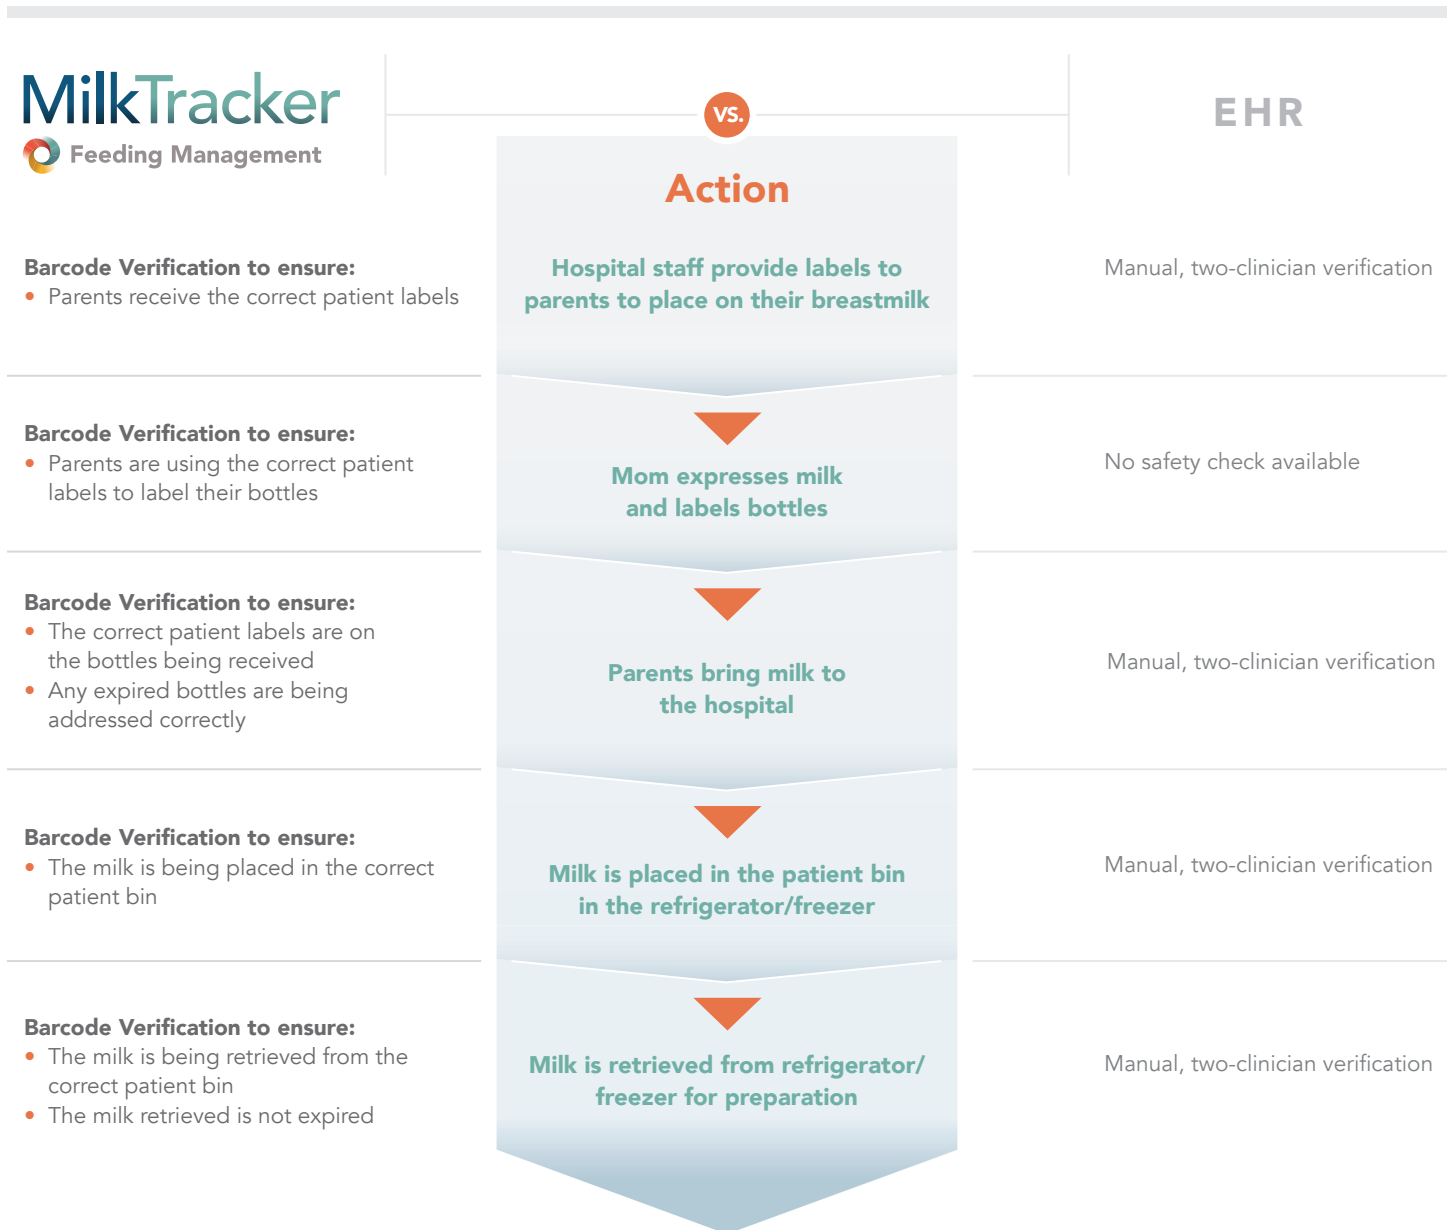 MilkTracker
Feeding Management
VS.
EHR
Action
Barcode Verification to ensure:
• Parents receive the correct patient labels
Hospital staff provide labels to
parents to place on their breastmilk
Manual, two-clinician verification
Barcode Verification to ensure:
• Parents are using the correct patient
labels to label their bottles
Mom expresses milk
and labels bottles
No safety check available
Barcode Verification to ensure:
• The correct patient labels are on
the bottles being received
• Any expired bottles are being
addressed correctly
Parents bring milk to
the hospital
Manual, two-clinician verification
Barcode Verification to ensure:
• The milk is being placed in the correct
patient bin
Milk is placed in the patient bin
in the refrigerator/freezer
Manual, two-clinician verification
Barcode Verification to ensure:
• The milk is being retrieved from the
correct patient bin
• The milk retrieved is not expired
Milk is retrieved from refrigerator/
freezer for preparation
Manual, two-clinician verification